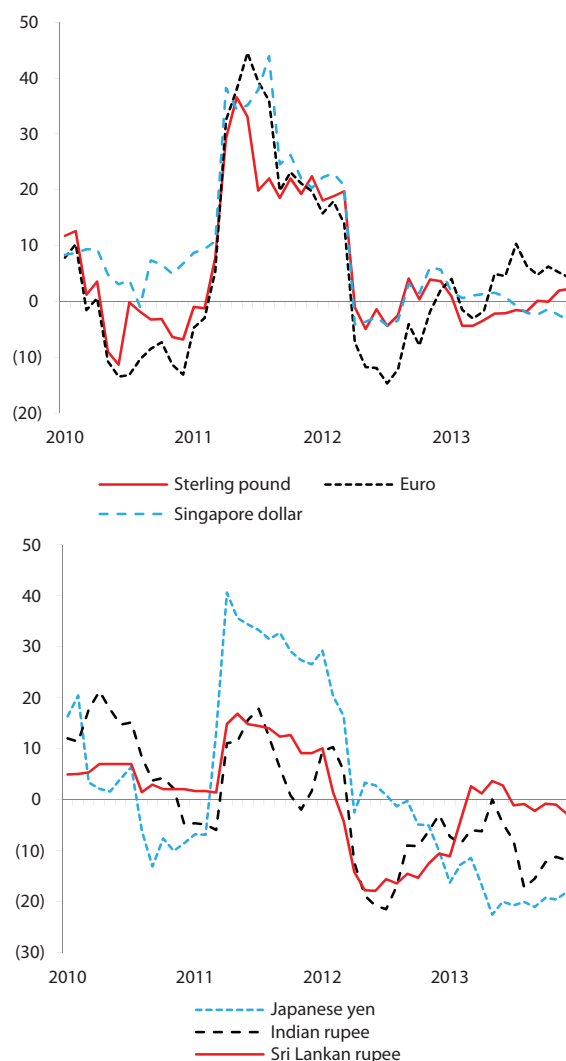 50
40
30
20
10
0
(10)
(20)
2010 2011 2012 2013
Sterling pound Euro
Singapore dollar
50
40
30
20
10
0
(10)
(20)
(30)
2010 2011 2012 2013
Japanese yen
Indian rupee
Sri Lankan rupee